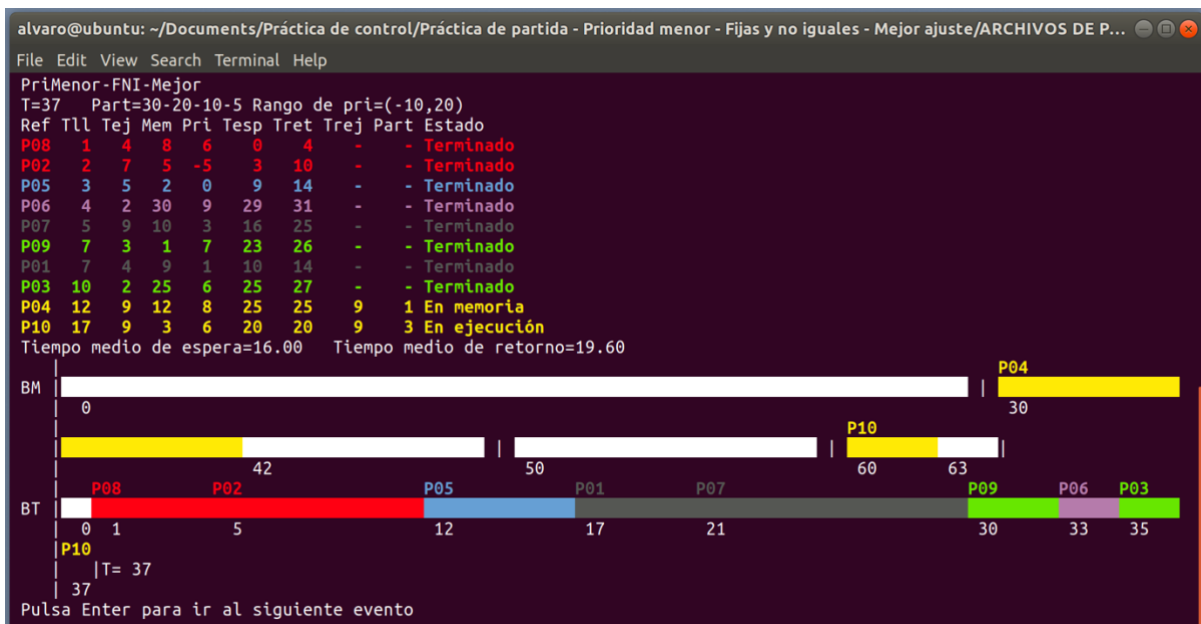 alvaro@ubuntu: ~/Documents/Práctica de control/Práctica de partida - Prioridad menor - Fijas y no iguales - Mejor ajuste/ARCHIVOS DE P...
File Edit View Search Terminal Help
PriMenor-FNI-Mejor
T=37 Part=30-20-10-5 Rango de pri=(-10,20)
Ref Tll Tej Mem Pri Tesp Tret Trej Part Estado
P08 1 4 8 6 0 4 - - Terminado
P02 2 7 5 -5 3 10 - - Terminado
P05 3 5 2 0 9 14 - - Terminado
P06 4 2 30 9 29 31 - - Terminado
P07 5 9 10 3 16 25 - - Terminado
P09 7 3 1 7 23 26 - - Terminado
P01 7 4 9 1 10 14 - - Terminado
P03 10 2 25 6 25 27 - - Terminado
P04 12 9 12 8 25 25 9 1 En memoria
P10 17 9 3 6 20 20 9 3 En ejecución
Tiempo medio de espera=16.00 Tiempo medio de retorno=19.60
| P04
BM | |
| 0 30
| P10
| | | |
| 42 50 60 63
| P08 P02 P05 P01 P07 P09 P06 P03
BT |
| 0 1 5 12 17 21 30 33 35
|P10
| |T= 37
| 37
Pulsa Enter para ir al siguiente evento